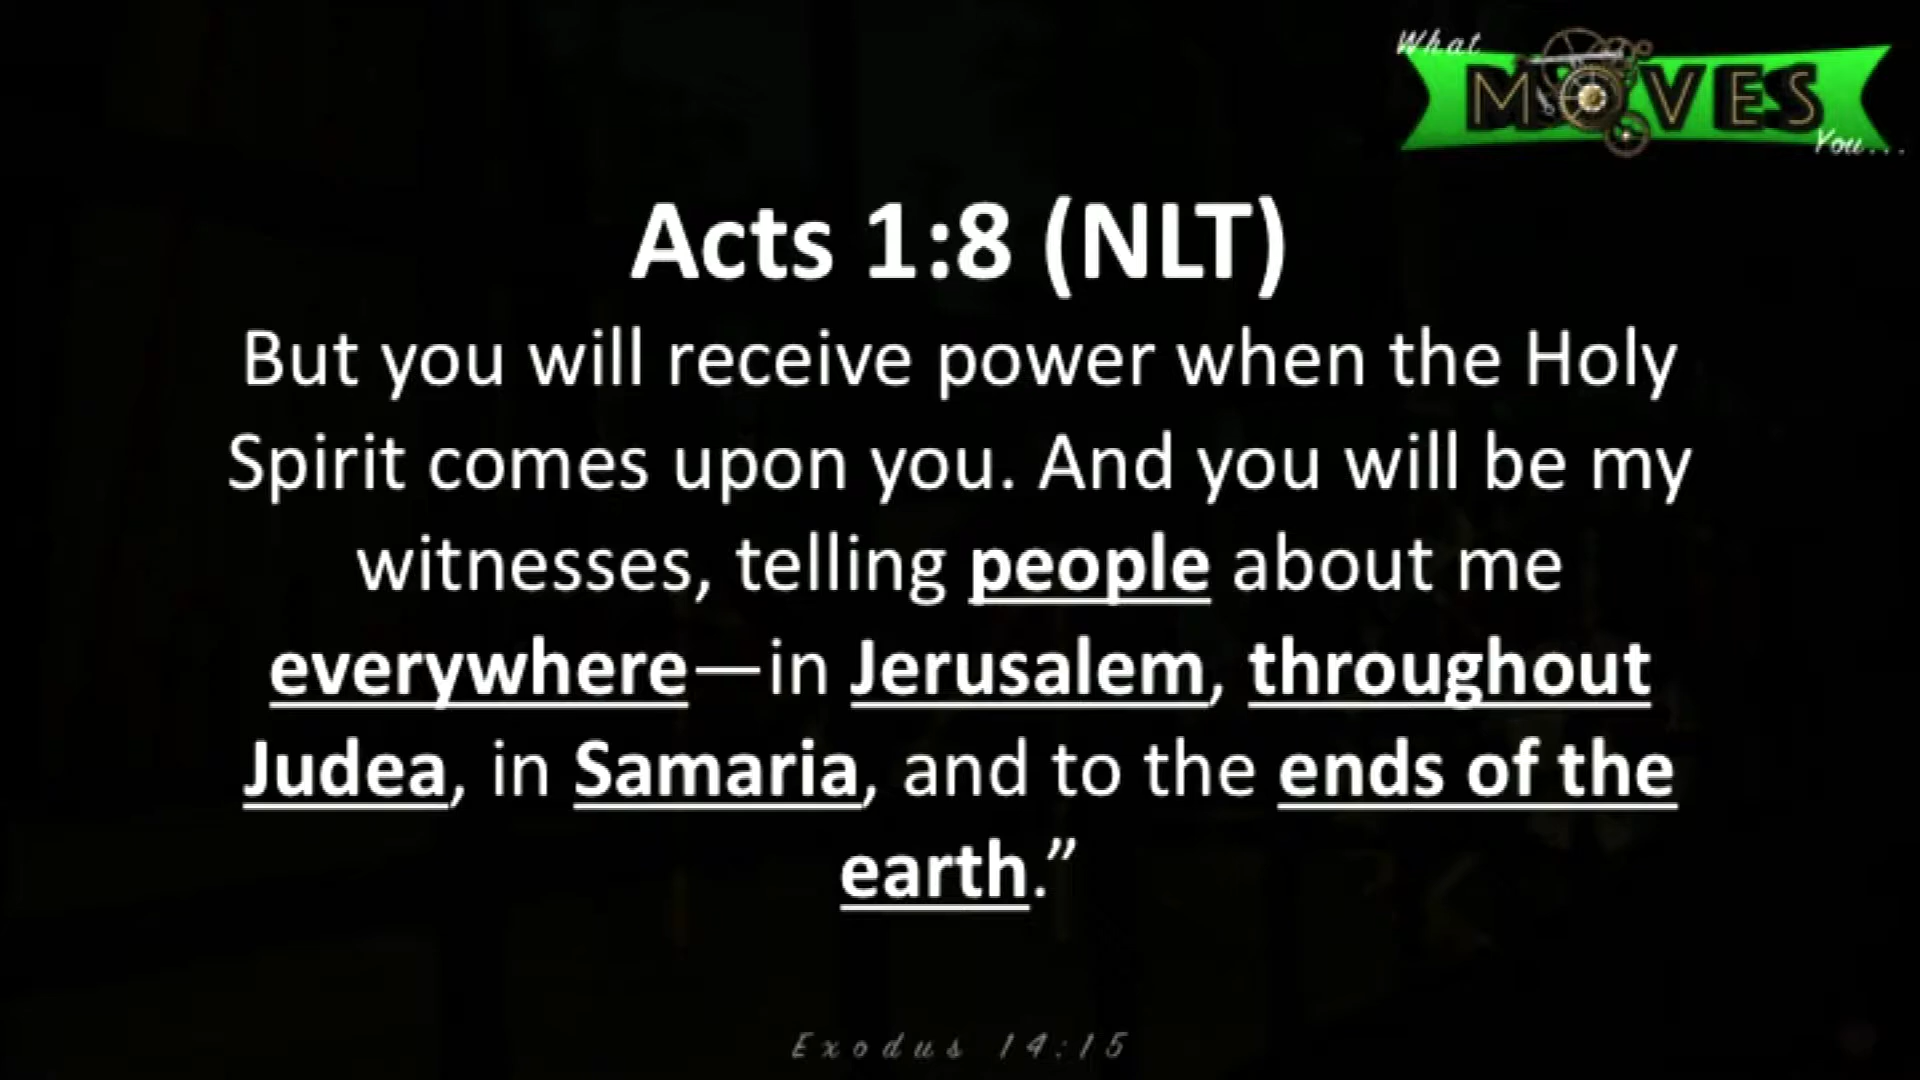 What
MOVES
You...
Acts 1:8 (NLT)
But you will receive power when the Holy
Spirit comes upon you. And you will be my
witnesses, telling people about me
everywhere—in Jerusalem, throughout
Judea, in Samaria, and to the ends of the
earth.”
Exodus 14:15